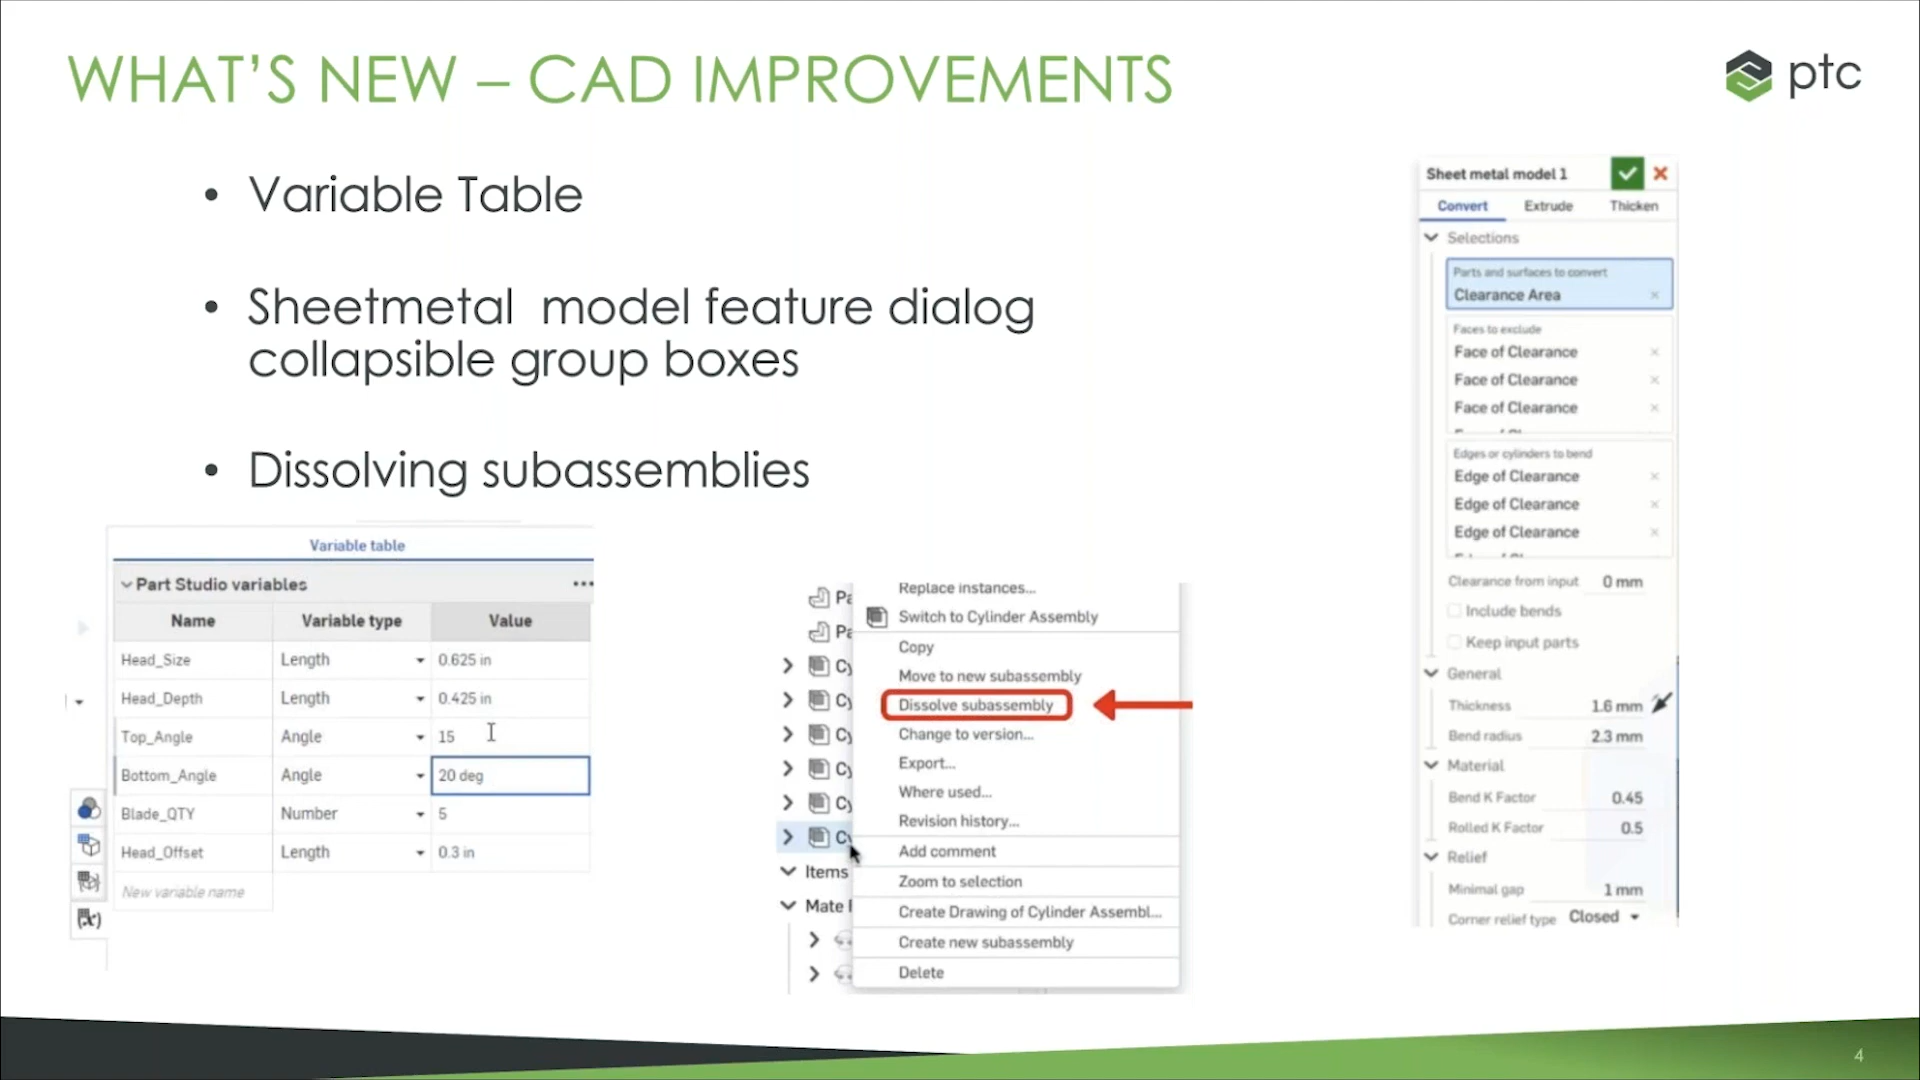 WHAT'S NEW – CAD IMPROVEMENTS
ptc
• Variable Table
• Sheetmetal  model feature dialog
collapsible group boxes
• Dissolving subassemblies
Variable table
Part Studio variables
Name Variable type Value
Head_Size Length 0.625 in
Head_Depth Length 0.425 in
Top_Angle Angle 15
Bottom_Angle Angle 20 deg
Blade_QTY Number 5
Head_Offset Length 0.3 in
New variable name
(x)
Replace instances...
Switch to Cylinder Assembly
Copy
Move to new subassembly
Dissolve subassembly
Change to version...
Export...
Where used...
Revision history...
Add comment
Zoom to selection
Create Drawing of Cylinder Assembl...
Create new subassembly
Delete
Pa
Pa
Cy
Cy
Cy
Cy
Cy
Cy
Items
Mate
Sheet metal model 1
Convert Extrude Thicken
Selections
Parts and surfaces to convert
Clearance Area
Faces to exclude
Face of Clearance
Face of Clearance
Face of Clearance
Edges or cylinders to bend
Edge of Clearance
Edge of Clearance
Edge of Clearance
Clearance from input 0 mm
Include bends
Keep input parts
General
Thickness 1.6 mm
Bend radius 2.3 mm
Material
Bend K Factor 0.45
Rolled K Factor 0.5
Relief
Minimal gap 1 mm
Corner relief type Closed
4